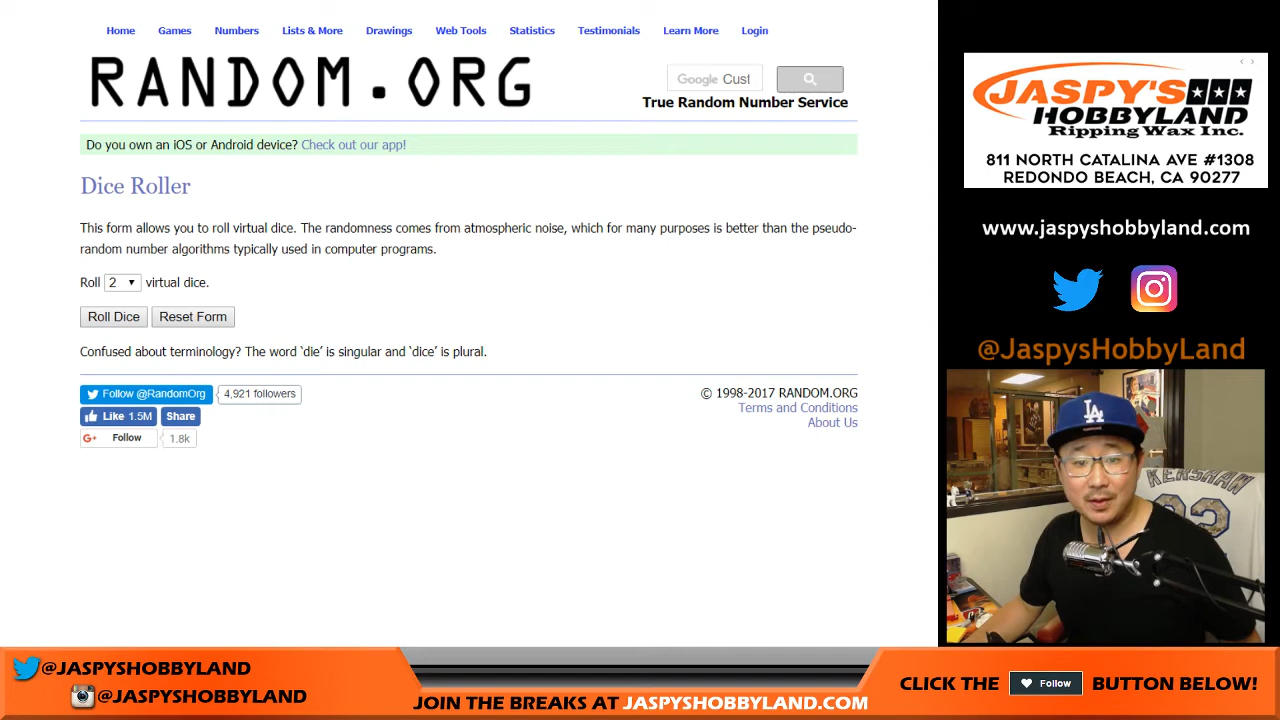 Home Games Numbers Lists & More Drawings Web Tools Statistics Testimonials Learn More Login
RANDOM.ORG
Google Cust
True Random Number Service
Do you own an iOS or Android device? Check out our app!
Dice Roller
This form allows you to roll virtual dice. The randomness comes from atmospheric noise, which for many purposes is better than the pseudo-
random number algorithms typically used in computer programs.
Roll 2 virtual dice.
Roll Dice Reset Form
Confused about terminology? The word ‘die’ is singular and ‘dice’ is plural.
Follow @RandomOrg 4,921 followers
Like 1.5M Share
G+ Follow 1.8k
© 1998-2017 RANDOM.ORG
Terms and Conditions
About Us
JASPY'S
HOBBYLAND
Ripping Wax Inc.
811 NORTH CATALINA AVE #1308
REDONDO BEACH, CA 90277
www.jaspyshobbyland.com
@JaspysHobbyLand
LA
KERSHAW
22
@JASPYSHOBBYLAND
@JASPYSHOBBYLAND
JOIN THE BREAKS AT JASPYSHOBBYLAND.COM
CLICK THE Follow BUTTON BELOW!